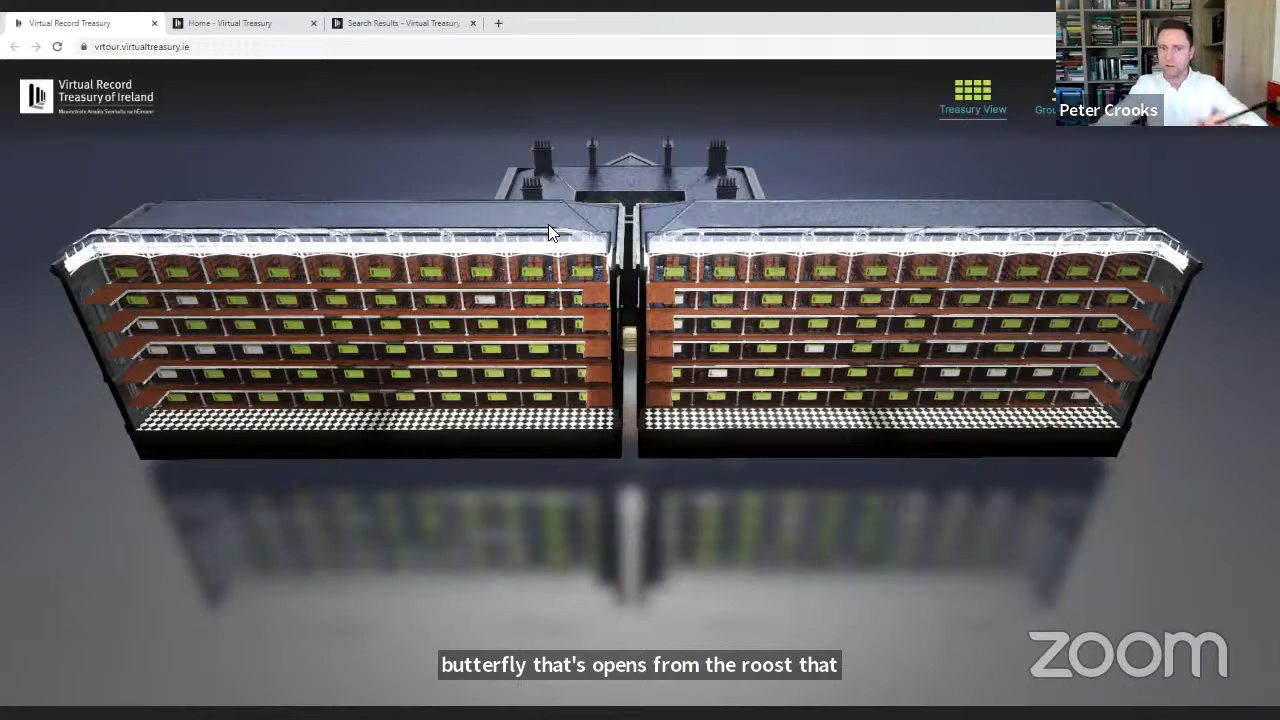 Virtual Record Treasury
Home - Virtual Treasury
Search Results - Virtual Treasury
vrtour.virtualtreasury.ie
Virtual Record
Treasury of Ireland
Treasury View
Grou
Peter Crooks
butterfly that's opens from the roost that
zoom